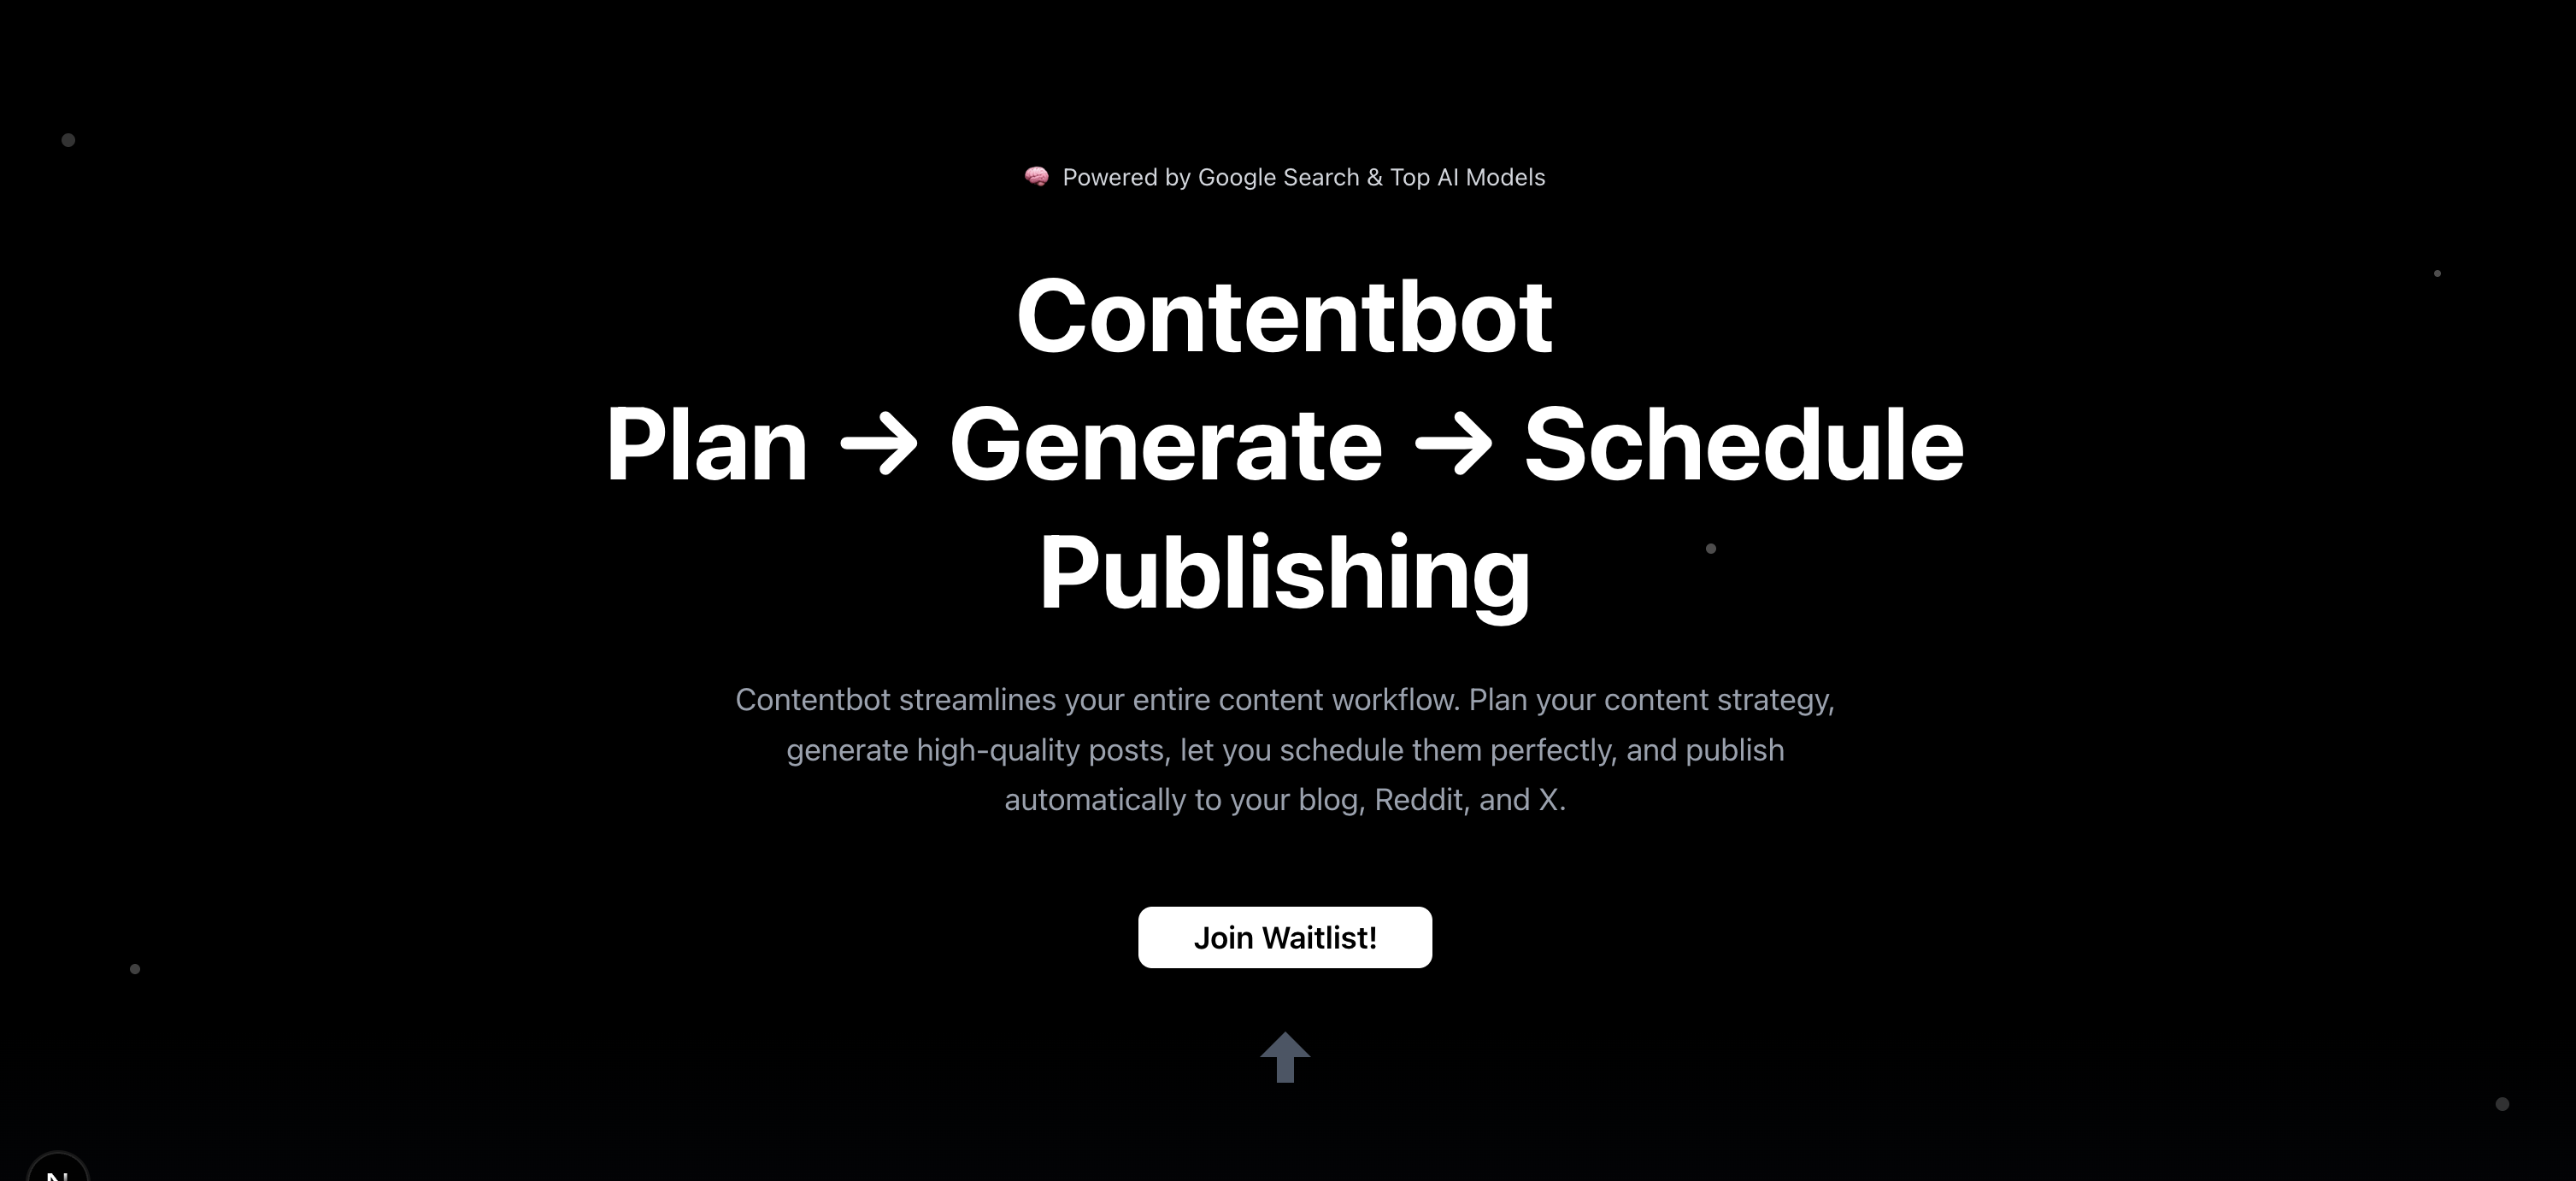 🧠 Powered by Google Search & Top AI Models
Contentbot
Plan → Generate → Schedule
Publishing
Contentbot streamlines your entire content workflow. Plan your content strategy,
generate high-quality posts, let you schedule them perfectly, and publish
automatically to your blog, Reddit, and X.
Join Waitlist!
N